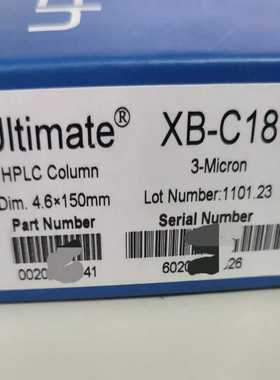 Ultimate® XB-C18
HPLC Column 3-Micron
Dim. 4.6×150mm Lot Number:1101.23
Part Number Serial Number